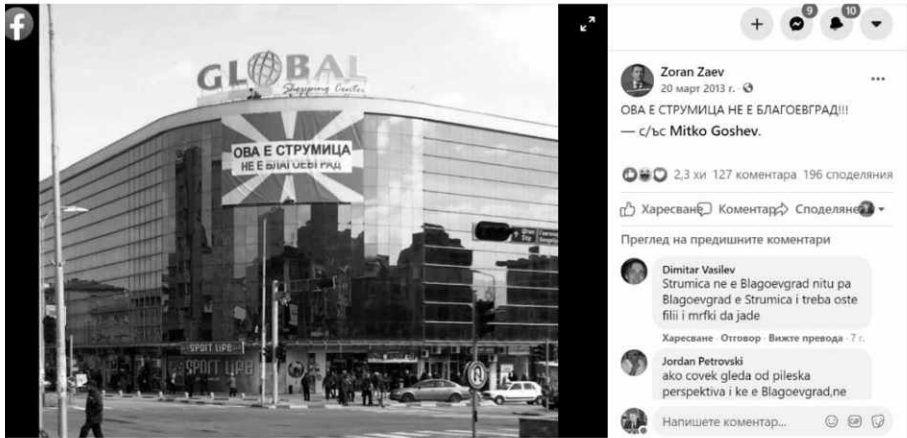 GLOBAL
Shopping Center
ОВА Е СТРУМИЦА
НЕ Е БЛАГОЕВГРАД
SPORT LIFE
SPORT LIFE
9
10
Zoran Zaev
20 март 2013 г.
ОВА Е СТРУМИЦА НЕ Е БЛАГОЕВГРАД!!!
— с/ъс Mitko Goshev.
2,3 хи 127 коментара 196 споделяния
Харесване Коментар Споделяне
Преглед на предишните коментари
Dimitar Vasilev
Strumica ne e Blagoevgrad nitu pa
Blagoevgrad e Strumica i treba oste
filii i mrfki da jade
Харесване · Отговор · Вижте превода · 7 г.
Jordan Petrovski
ako covek gleda od pileska
perspektiva i ke e Blagoevgrad,ne
Напишете коментар...
GIF